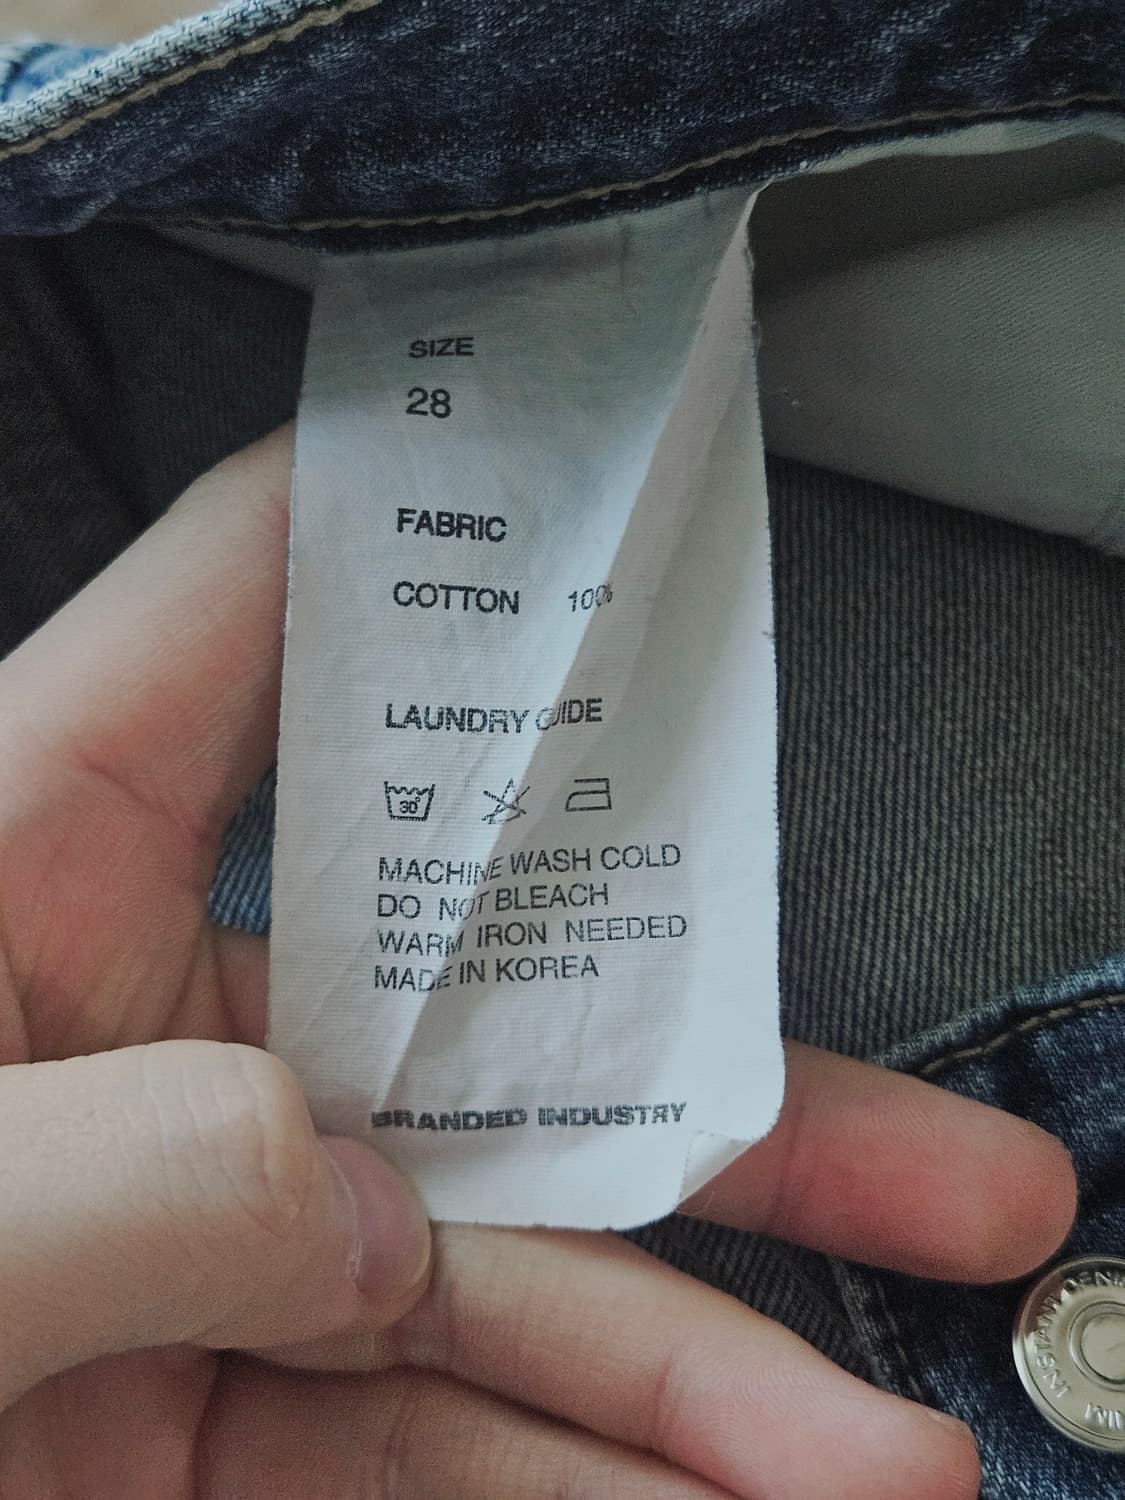 SIZE
28
FABRIC
COTTON 100%
LAUNDRY GUIDE
30°
MACHINE WASH COLD
DO NOT BLEACH
WARM IRON NEEDED
MADE IN KOREA
BRANDED INDUSTRY
INSTANT